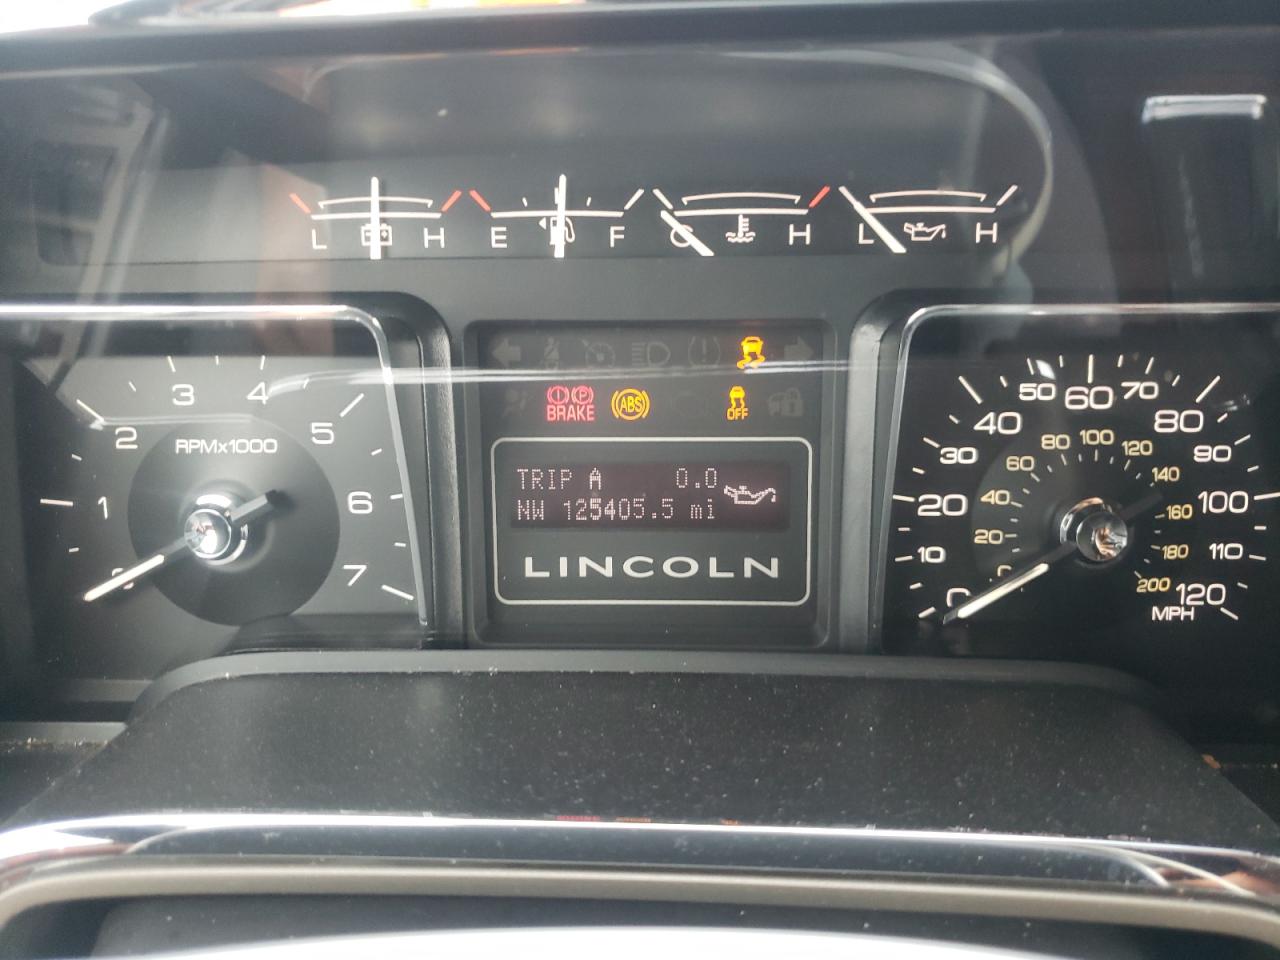 L H E F C H L H
3 4
2 5
RPMx1000
1 6
7
BRAKE ABS OFF
TRIP A 0.0
NW 125405.5 mi
LINCOLN
0 10 20 30 40 50 60 70 80 90 100 110 120
MPH
0 20 40 60 80 100 120 140 160 180 200